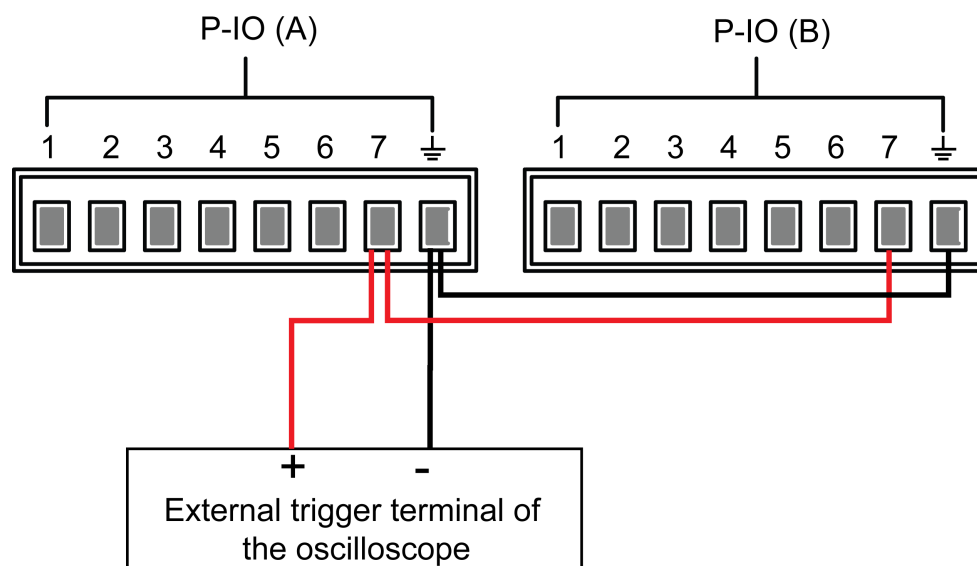 P-IO (A)
P-IO (B)
1 2 3 4 5 6 7
1 2 3 4 5 6 7
+ -
External trigger terminal of
the oscilloscope